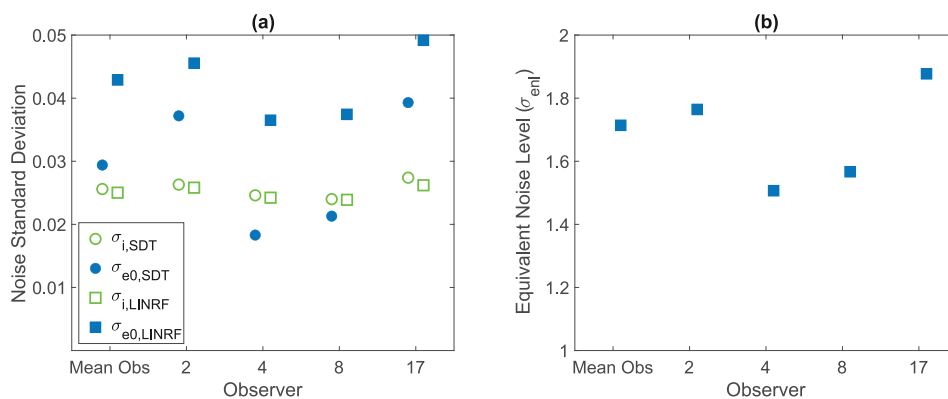 (a)
Noise Standard Deviation
0.05
0.04
0.03
0.02
0.01
σi,SDT
σe0,SDT
σi,LINRF
σe0,LINRF
Mean Obs 2 4 8 17
Observer
(b)
Equivalent Noise Level (σenl)
2
1.8
1.6
1.4
1.2
1
Mean Obs 2 4 8 17
Observer